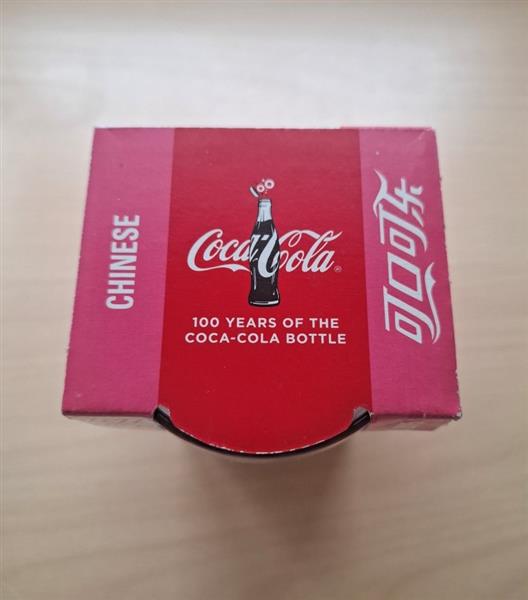 CHINESE
Coca-Cola®
100 YEARS OF THE
COCA-COLA BOTTLE
可口可乐